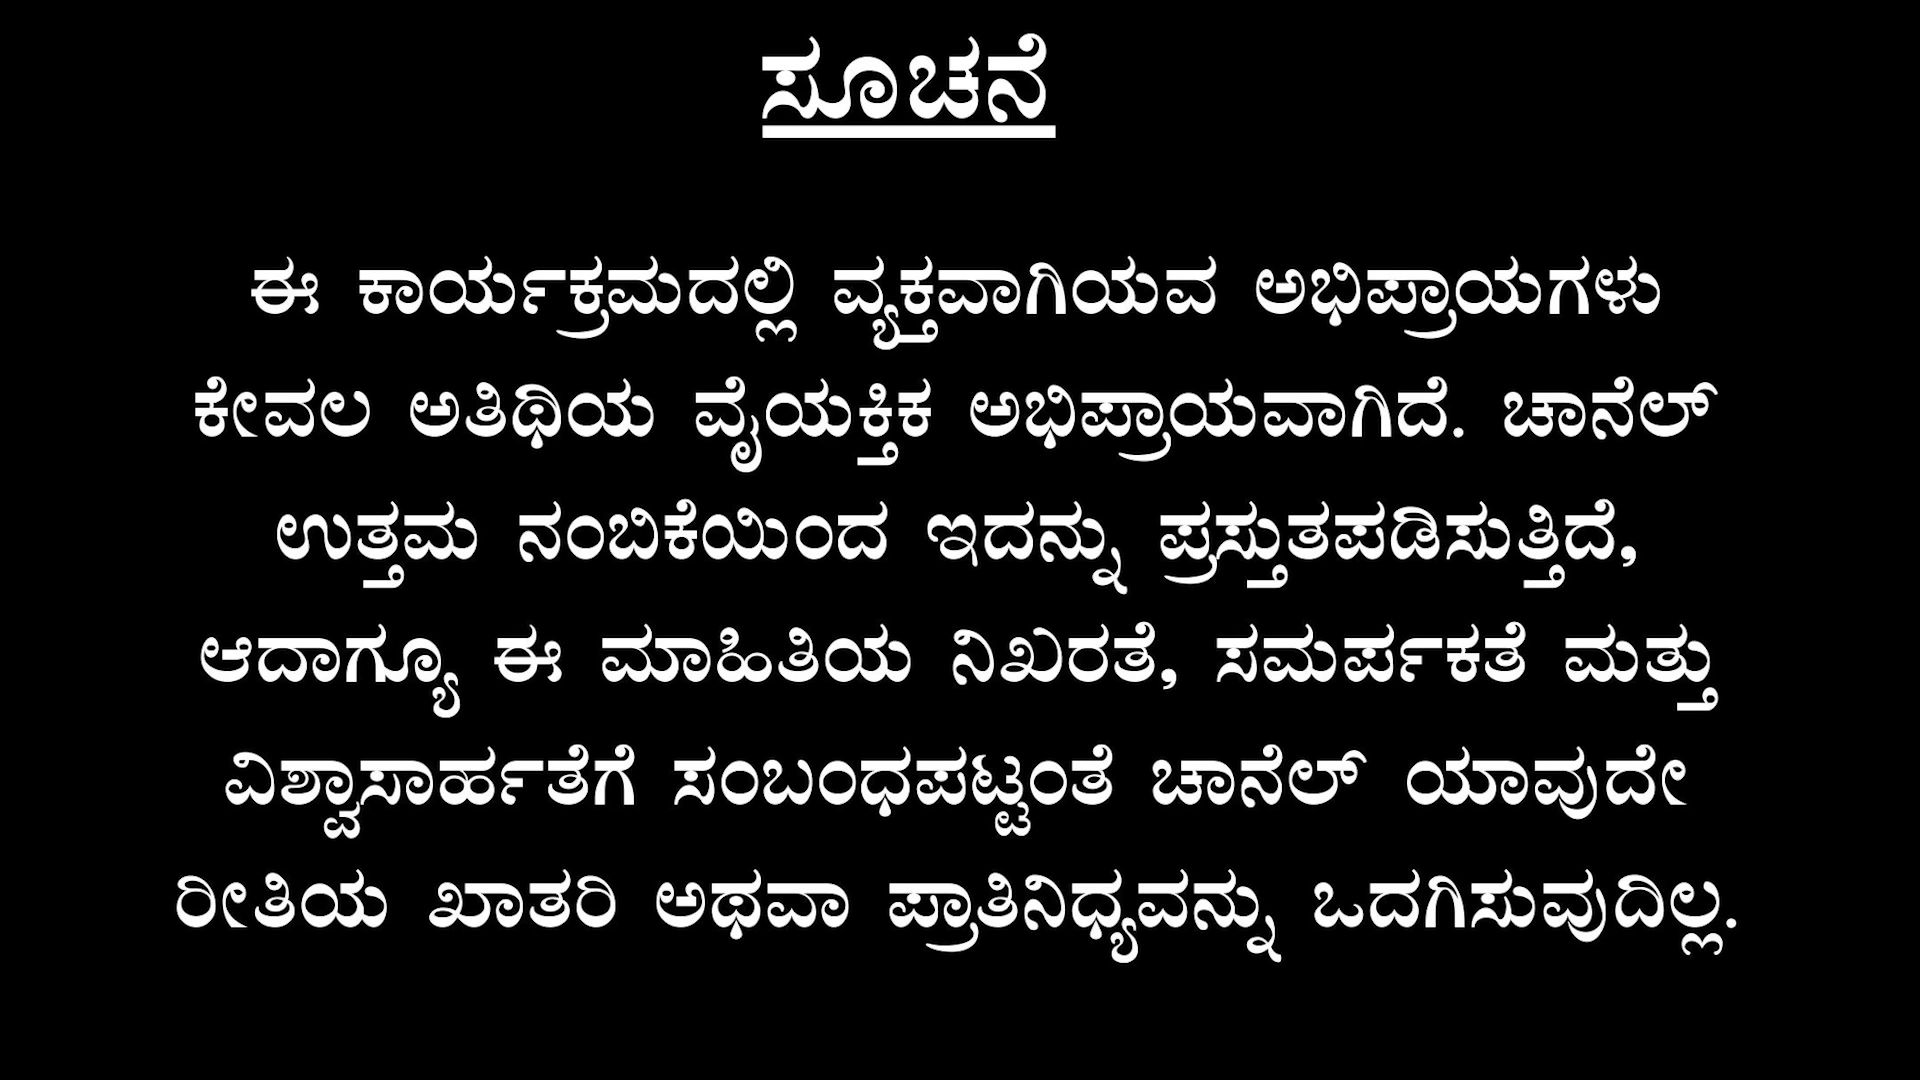 ಸೂಚನೆ
ಈ ಕಾರ್ಯಕ್ರಮದಲ್ಲಿ ವ್ಯಕ್ತವಾಗಿಯವ ಅಭಿಪ್ರಾಯಗಳು
ಕೇವಲ ಅತಿಥಿಯ ವೈಯಕ್ತಿಕ ಅಭಿಪ್ರಾಯವಾಗಿದೆ. ಚಾನೆಲ್
ಉತ್ತಮ ನಂಬಿಕೆಯಿಂದ ಇದನ್ನು ಪ್ರಸ್ತುತಪಡಿಸುತ್ತಿದೆ,
ಆದಾಗ್ಯೂ ಈ ಮಾಹಿತಿಯ ನಿಖರತೆ, ಸಮರ್ಪಕತೆ ಮತ್ತು
ವಿಶ್ವಾಸಾರ್ಹತೆಗೆ ಸಂಬಂಧಪಟ್ಟಂತೆ ಚಾನೆಲ್ ಯಾವುದೇ
ರೀತಿಯ ಖಾತರಿ ಅಥವಾ ಪ್ರಾತಿನಿಧ್ಯವನ್ನು ಒದಗಿಸುವುದಿಲ್ಲ.